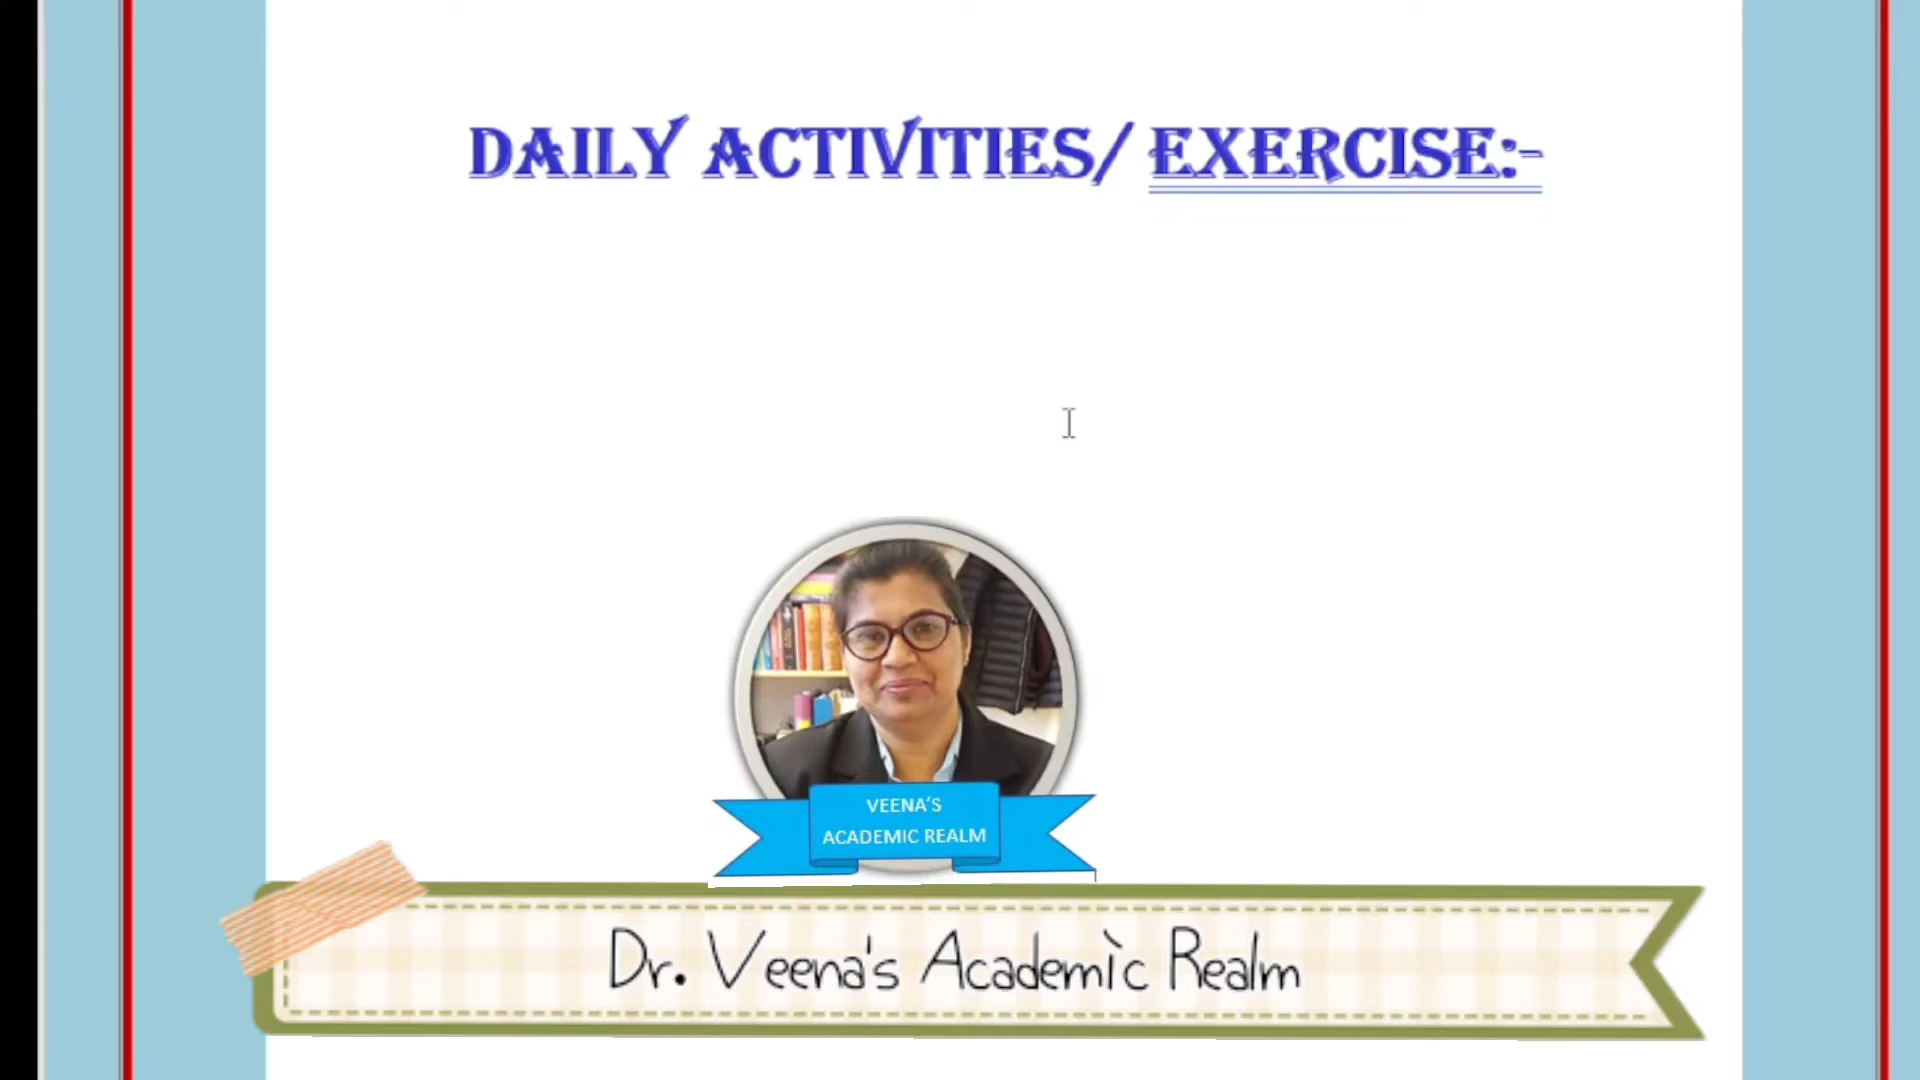 DAILY ACTIVITIES/ EXERCISE:-
VEENA'S
ACADEMIC REALM
Dr. Veena's Academic Realm